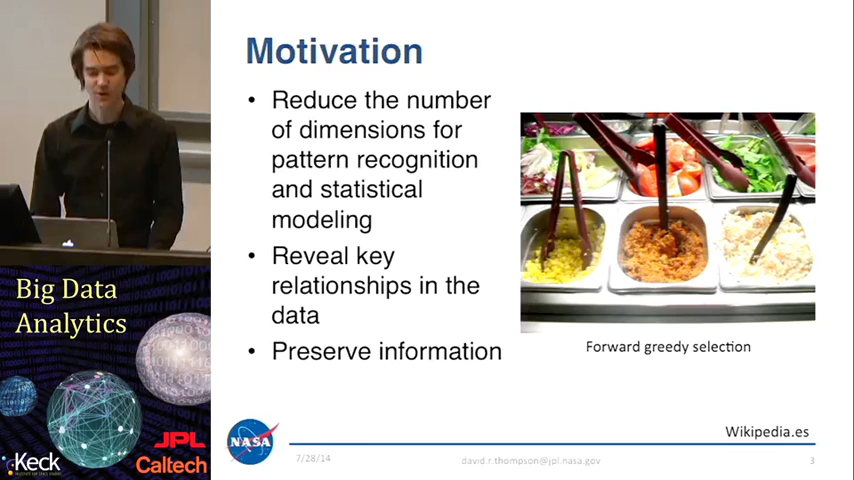 Motivation
• Reduce the number
of dimensions for
pattern recognition
and statistical
modeling
• Reveal key
relationships in the
data
• Preserve information
Forward greedy selection
Wikipedia.es
NASA
7/28/14
david.r.thompson@jpl.nasa.gov
3
Big Data
Analytics
JPL
Keck
Caltech